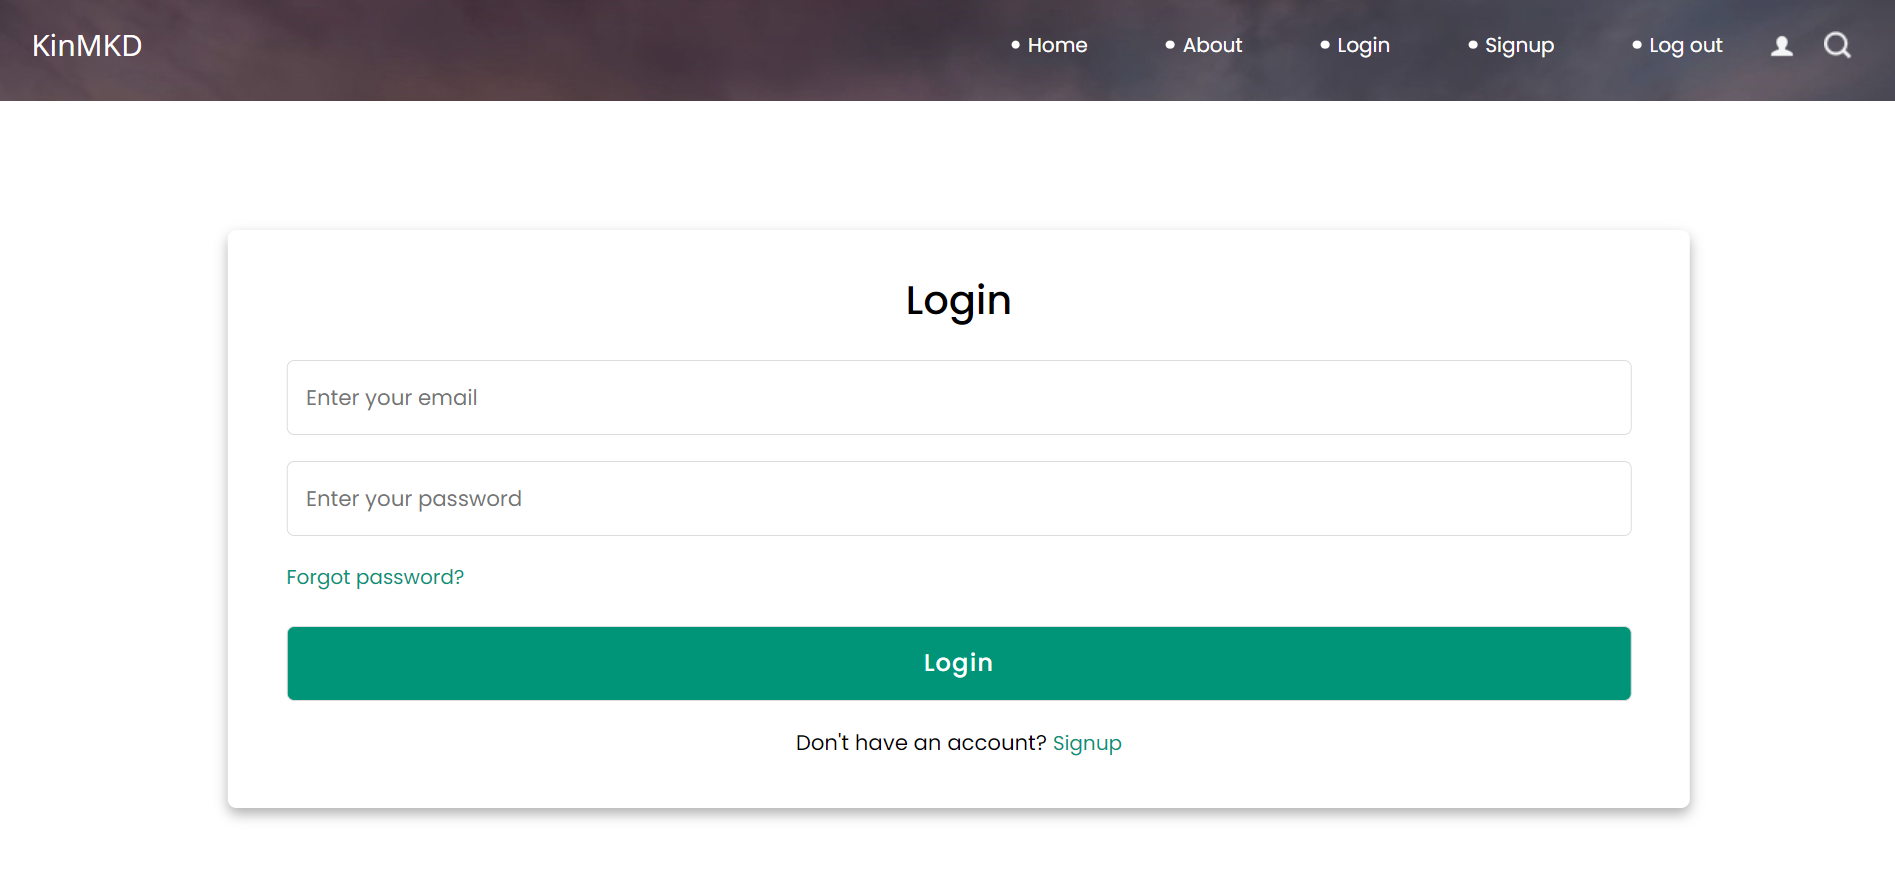 KinMKD
• Home • About • Login • Signup • Log out
Login
Enter your email
Enter your password
Forgot password?
Login
Don't have an account? Signup